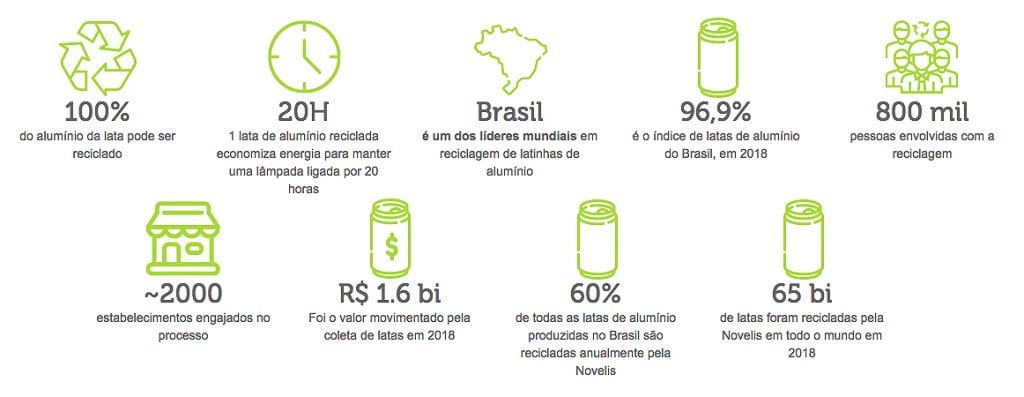 100%
do alumínio da lata pode ser
reciclado
20H
1 lata de alumínio reciclada
economiza energia para manter
uma lâmpada ligada por 20
horas
Brasil
é um dos líderes mundiais em
reciclagem de latinhas de
alumínio
96,9%
é o índice de latas de alumínio
do Brasil, em 2018
800 mil
pessoas envolvidas com a
reciclagem
~2000
estabelecimentos engajados no
processo
R$ 1.6 bi
Foi o valor movimentado pela
coleta de latas em 2018
$
60%
de todas as latas de alumínio
produzidas no Brasil são
recicladas anualmente pela
Novelis
65 bi
de latas foram recicladas pela
Novelis em todo o mundo em
2018